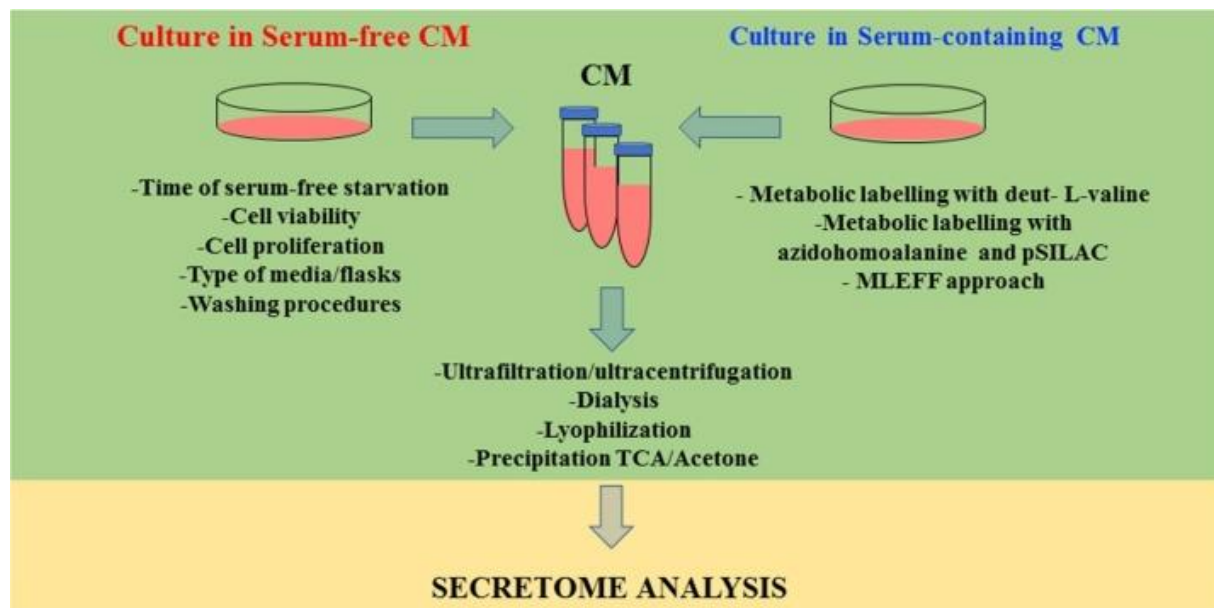 Culture in Serum-free CM
Culture in Serum-containing CM
CM
-Time of serum-free starvation
-Cell viability
-Cell proliferation
-Type of media/flasks
-Washing procedures
- Metabolic labelling with deut- L-valine
-Metabolic labelling with
azidohomoalanine and pSILAC
- MLEFF approach
-Ultrafiltration/ultracentrifugation
-Dialysis
-Lyophilization
-Precipitation TCA/Acetone
SECRETOME ANALYSIS